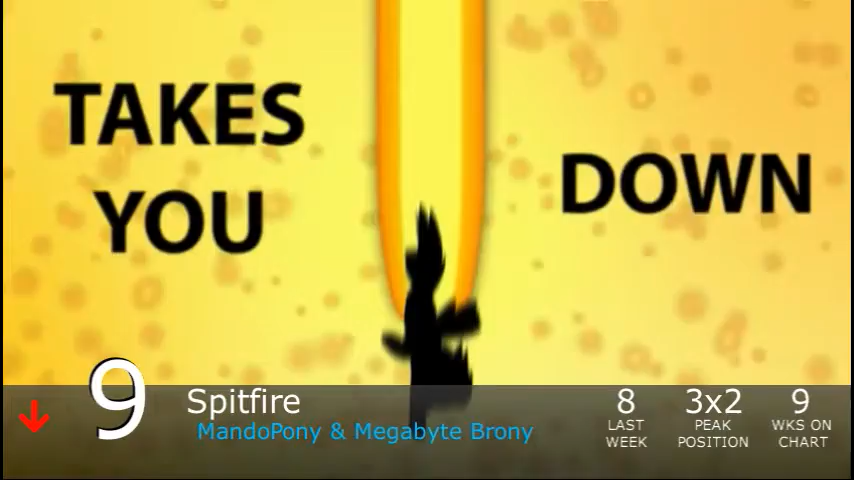 TAKES
YOU
DOWN
9
Spitfire
MandoPony & Megabyte Brony
8
LAST
WEEK
3x2
PEAK
POSITION
9
WKS ON
CHART